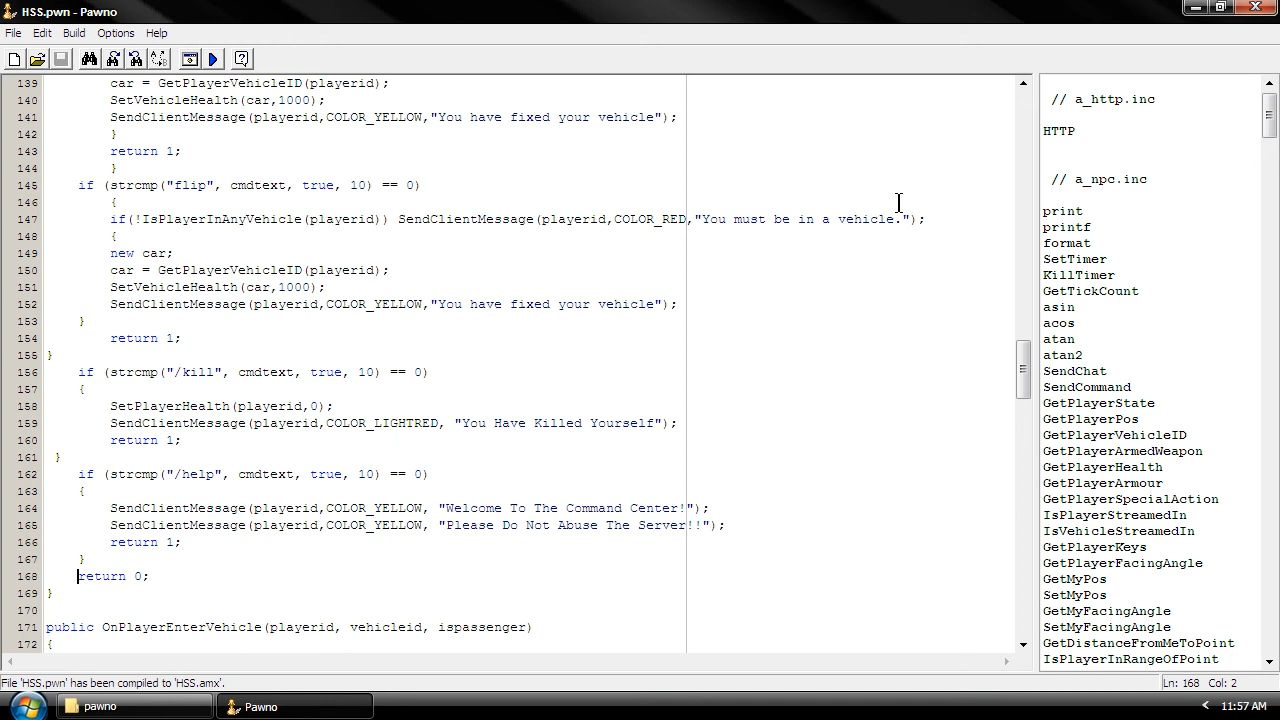 HSS.pwn - Pawno
File Edit Build Options Help
139 car = GetPlayerVehicleID(playerid);
140 SetVehicleHealth(car,1000);
141 SendClientMessage(playerid,COLOR_YELLOW,"You have fixed your vehicle");
142 }
143 return 1;
144 }
145 if (strcmp("flip", cmdtext, true, 10) == 0)
146 {
147 if(!IsPlayerInAnyVehicle(playerid)) SendClientMessage(playerid,COLOR_RED,"You must be in a vehicle.");
148 {
149 new car;
150 car = GetPlayerVehicleID(playerid);
151 SetVehicleHealth(car,1000);
152 SendClientMessage(playerid,COLOR_YELLOW,"You have fixed your vehicle");
153 }
154 return 1;
155 }
156 if (strcmp("/kill", cmdtext, true, 10) == 0)
157 {
158 SetPlayerHealth(playerid,0);
159 SendClientMessage(playerid,COLOR_LIGHTRED, "You Have Killed Yourself");
160 return 1;
161 }
162 if (strcmp("/help", cmdtext, true, 10) == 0)
163 {
164 SendClientMessage(playerid,COLOR_YELLOW, "Welcome To The Command Center!");
165 SendClientMessage(playerid,COLOR_YELLOW, "Please Do Not Abuse The Server!!");
166 return 1;
167 }
168 return 0;
169 }
170
171 public OnPlayerEnterVehicle(playerid, vehicleid, ispassenger)
172 {
// a_http.inc
HTTP
// a_npc.inc
print
printf
format
SetTimer
KillTimer
GetTickCount
asin
acos
atan
atan2
SendChat
SendCommand
GetPlayerState
GetPlayerPos
GetPlayerVehicleID
GetPlayerArmedWeapon
GetPlayerHealth
GetPlayerArmour
GetPlayerSpecialAction
IsPlayerStreamedIn
IsVehicleStreamedIn
GetPlayerKeys
GetPlayerFacingAngle
GetMyPos
SetMyPos
GetMyFacingAngle
SetMyFacingAngle
GetDistanceFromMeToPoint
IsPlayerInRangeOfPoint
File 'HSS.pwn' has been compiled to 'HSS.amx'.
Ln: 168 Col: 2
pawno
Pawno
11:57 AM